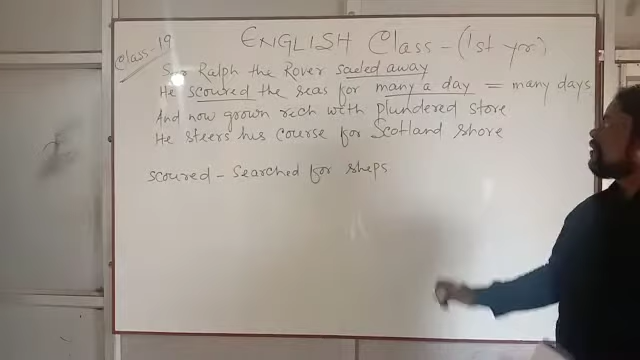 Class-19
ENGLISH Class - (1st yr)
Sir Ralph the Rover sailed away
He scoured the seas for many a day = many days
And now grown rich with plundered store
He steers his course for Scotland shore
scoured - Searched for ships